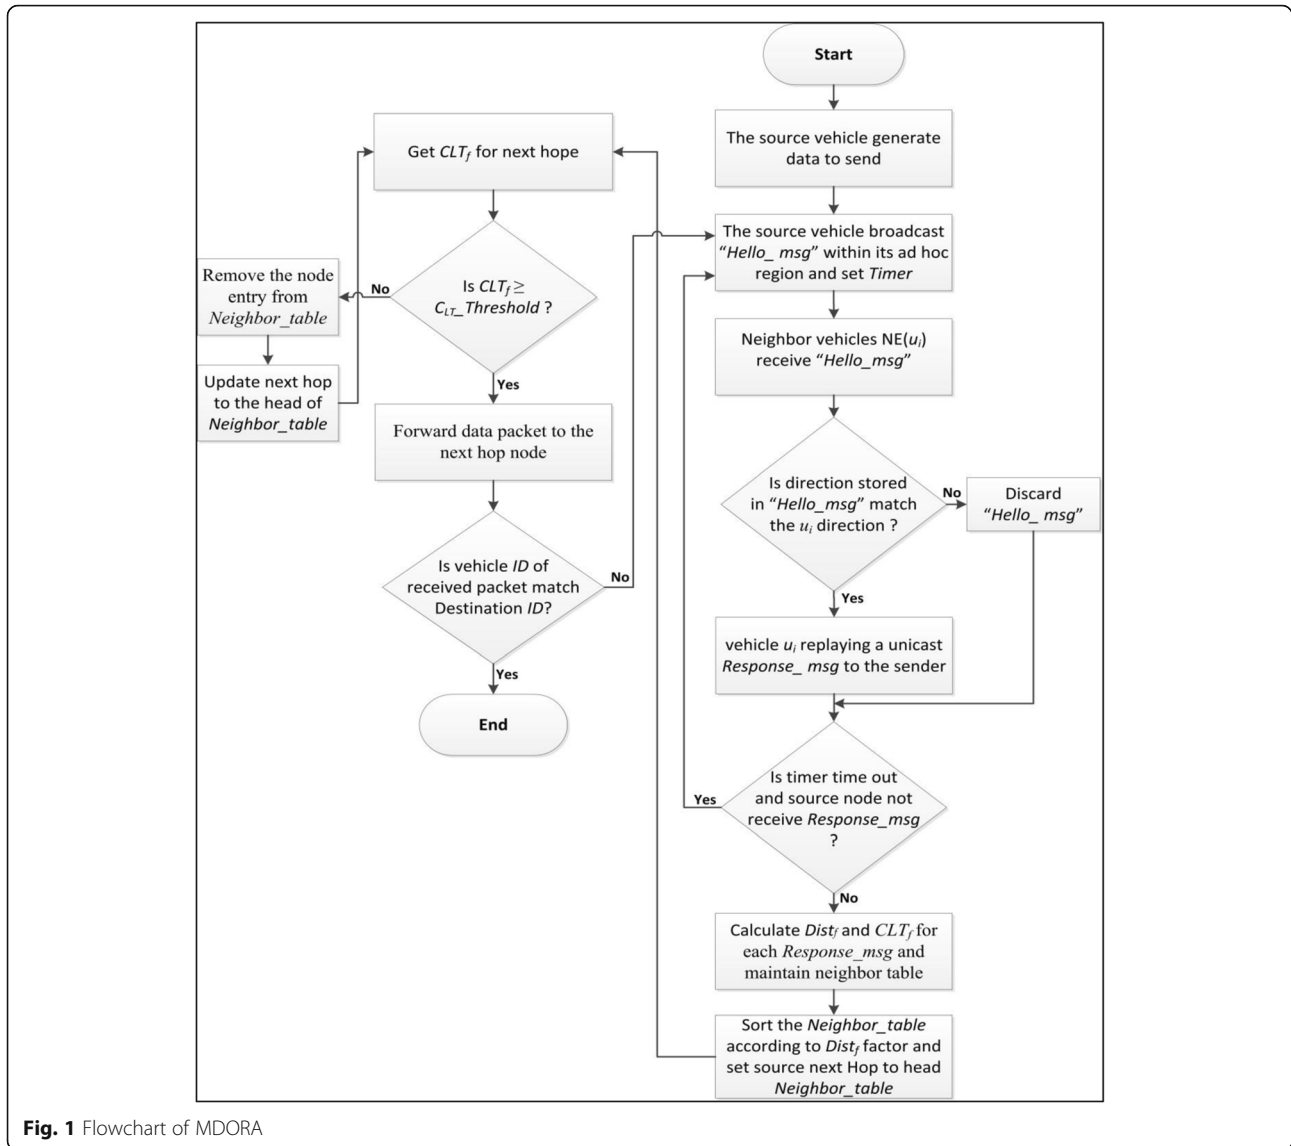 Start
The source vehicle generate
data to send
The source vehicle broadcast
“Hello_ msg” within its ad hoc
region and set Timer
Neighbor vehicles NE(uᵢ)
receive “Hello_msg”
Is direction stored
in “Hello_msg” match
the uᵢ direction ?
No
Discard
“Hello_ msg”
Yes
vehicle uᵢ replaying a unicast
Response_ msg to the sender
Is timer time out
and source node not
receive Response_msg
?
Yes
No
Calculate Dist_f and CLT_f for
each Response_msg and
maintain neighbor table
Sort the Neighbor_table
according to Dist_f factor and
set source next Hop to head
Neighbor_table
Get CLT_f for next hope
Is CLT_f ≥
C_LT_Threshold ?
No
Remove the node
entry from
Neighbor_table
Update next hop
to the head of
Neighbor_table
Yes
Forward data packet to the
next hop node
Is vehicle ID of
received packet match
Destination ID?
No
Yes
End
Fig. 1 Flowchart of MDORA